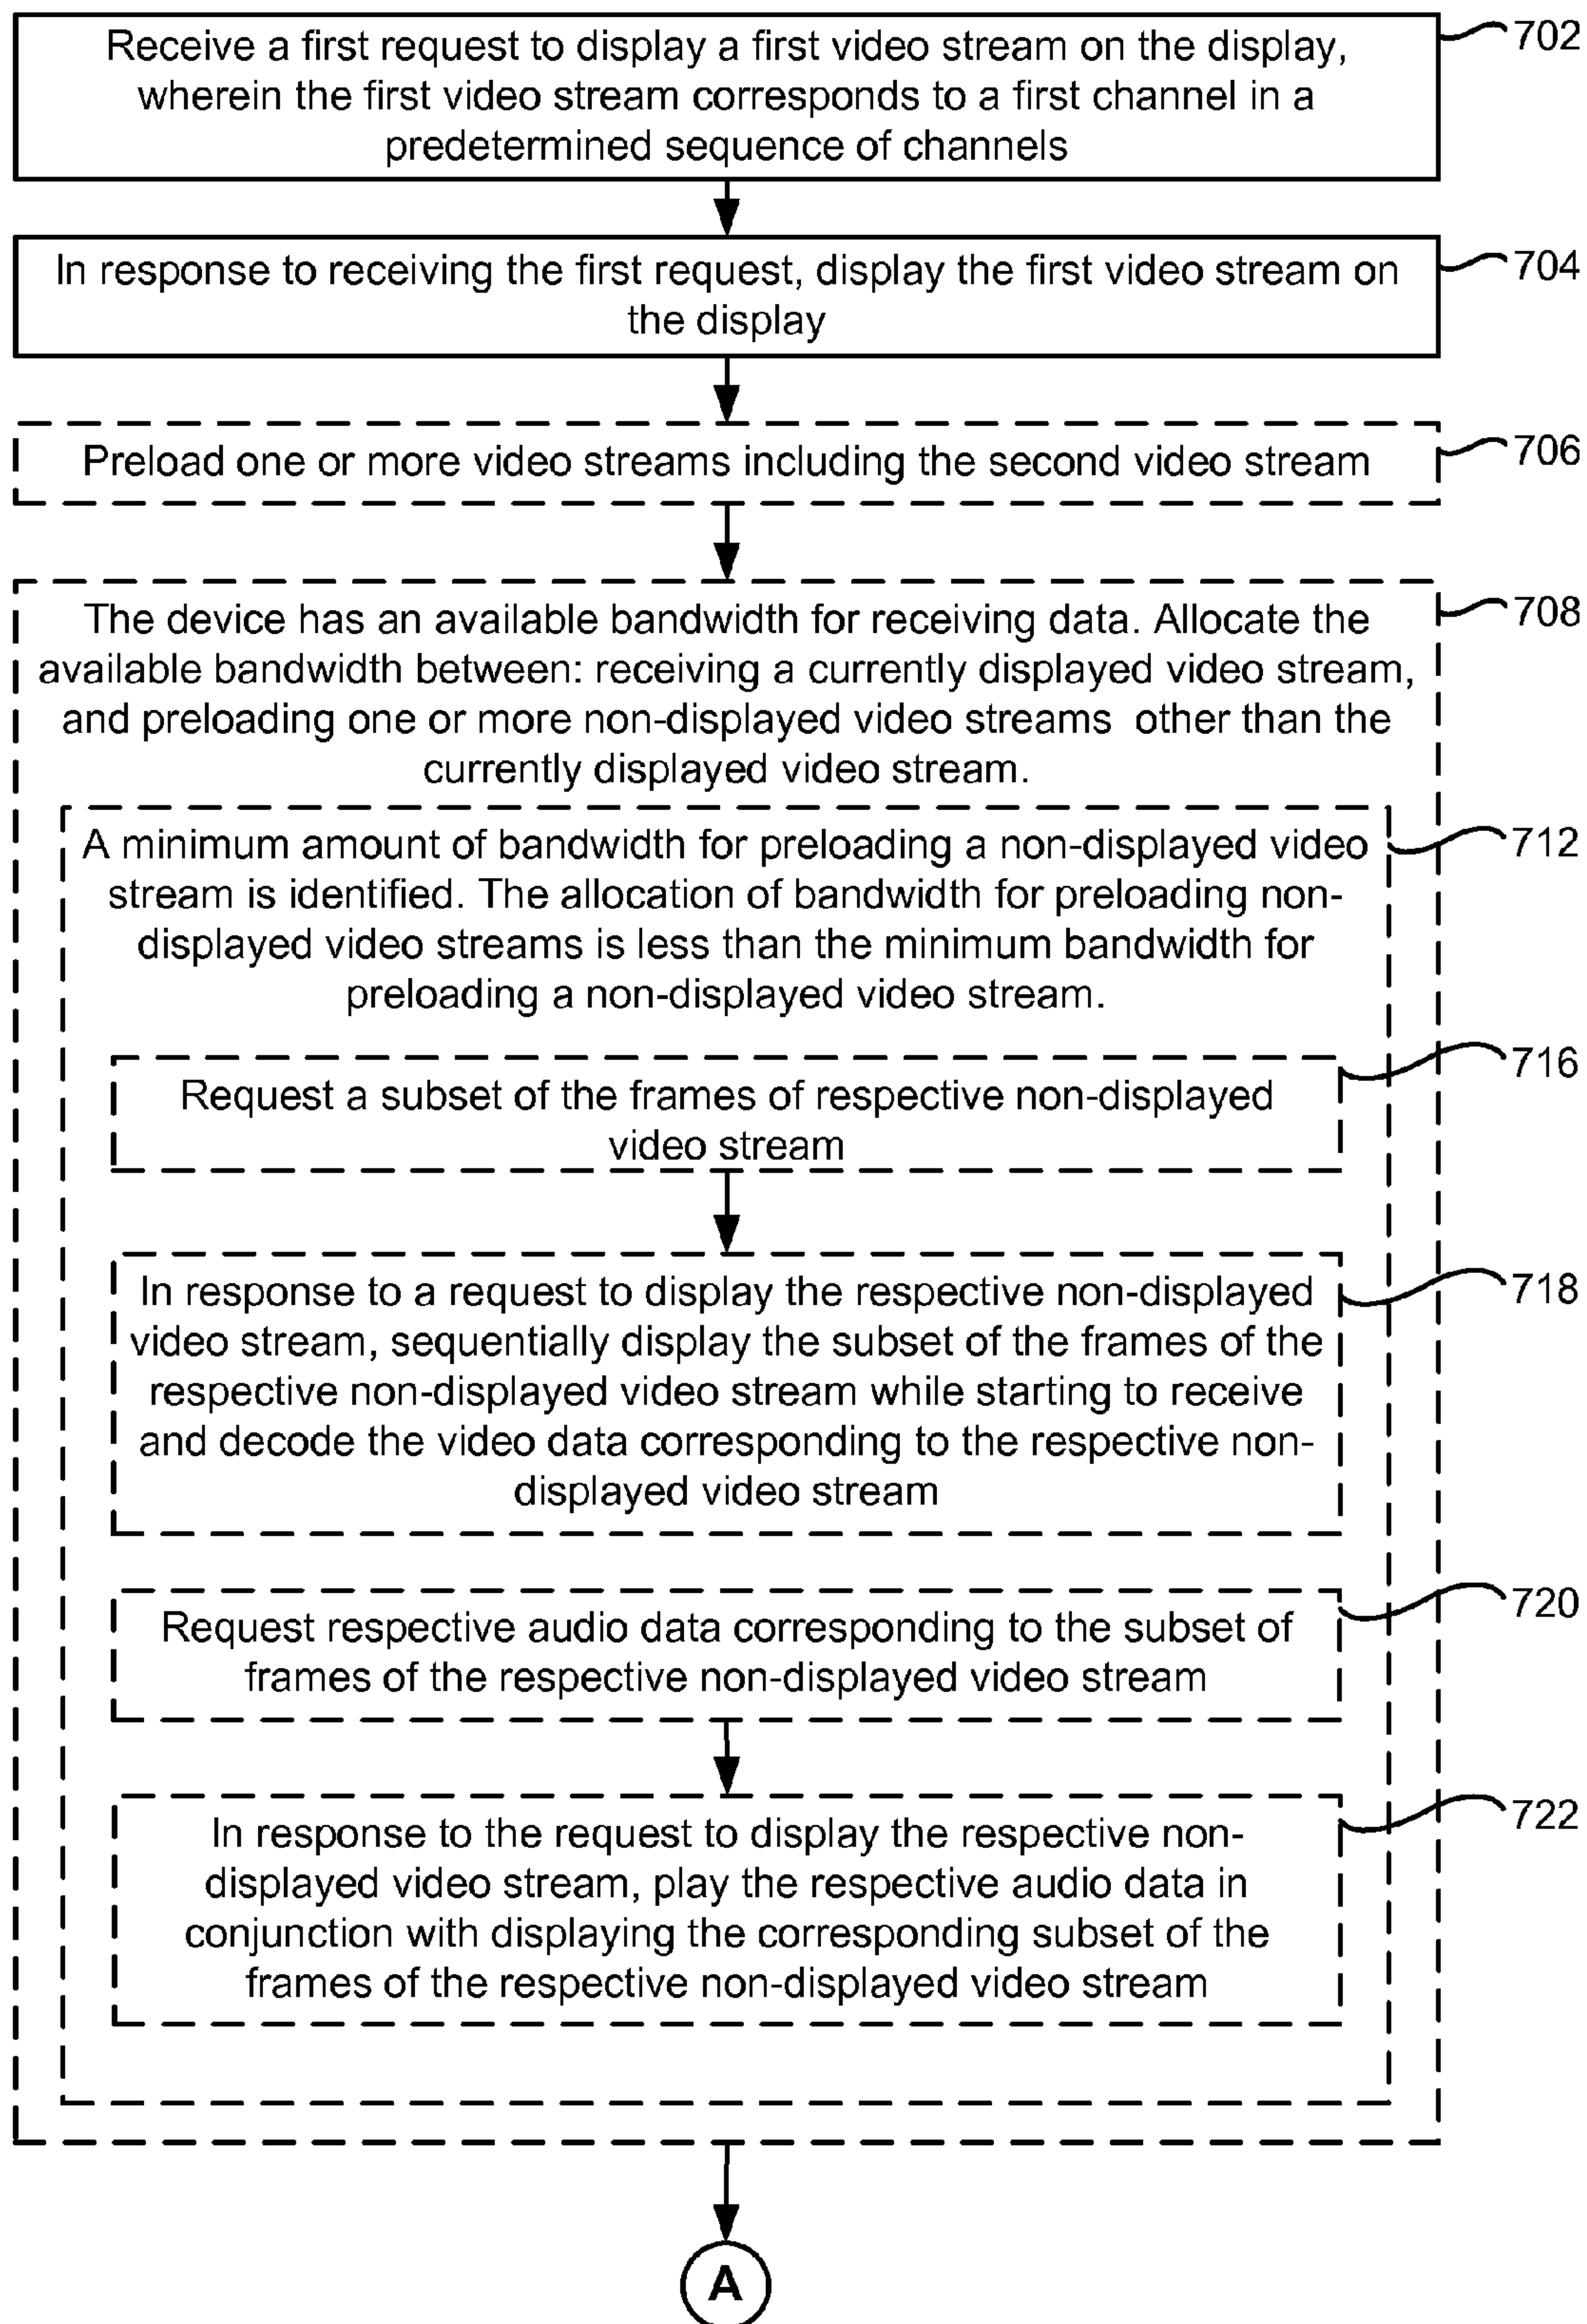 Receive a first request to display a first video stream on the display,
wherein the first video stream corresponds to a first channel in a
predetermined sequence of channels
702
In response to receiving the first request, display the first video stream on
the display
704
Preload one or more video streams including the second video stream
706
The device has an available bandwidth for receiving data. Allocate the
available bandwidth between: receiving a currently displayed video stream,
and preloading one or more non-displayed video streams other than the
currently displayed video stream.
708
A minimum amount of bandwidth for preloading a non-displayed video
stream is identified. The allocation of bandwidth for preloading non-
displayed video streams is less than the minimum bandwidth for
preloading a non-displayed video stream.
712
Request a subset of the frames of respective non-displayed
video stream
716
In response to a request to display the respective non-displayed
video stream, sequentially display the subset of the frames of the
respective non-displayed video stream while starting to receive
and decode the video data corresponding to the respective non-
displayed video stream
718
Request respective audio data corresponding to the subset of
frames of the respective non-displayed video stream
720
In response to the request to display the respective non-
displayed video stream, play the respective audio data in
conjunction with displaying the corresponding subset of the
frames of the respective non-displayed video stream
722
A